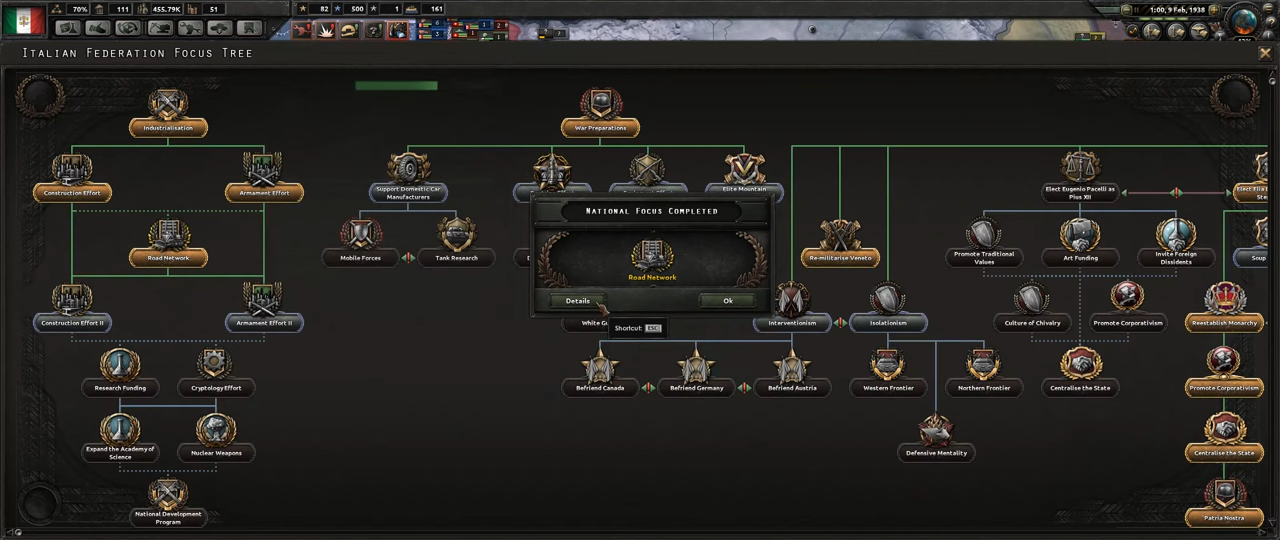 70%
111
455.79K
51
82
500
1
161
1:00, 9 Feb, 1938
Italian Federation Focus Tree
Industrialisation
War Preparations
Construction Effort
Armament Effort
Support Domestic Car
Manufacturers
Elite Mountain
Elect Eugenio Pacelli as
Pius XII
National Focus Completed
Road Network
Mobile Forces
Tank Research
Road Network
Re-militarise Veneto
Promote Traditional
Values
Art Funding
Invite Foreign
Dissidents
Details
Ok
Shortcut: ESC
Construction Effort II
Armament Effort II
Interventionism
Isolationism
Culture of Chivalry
Promote Corporativism
Reestablish Monarchy
Research Funding
Cryptology Effort
Befriend Canada
Befriend Germany
Befriend Austria
Western Frontier
Northern Frontier
Centralise the State
Promote Corporativism
Expand the Academy of
Science
Nuclear Weapons
Defensive Mentality
Centralise the State
National Development
Program
Patria Nostra